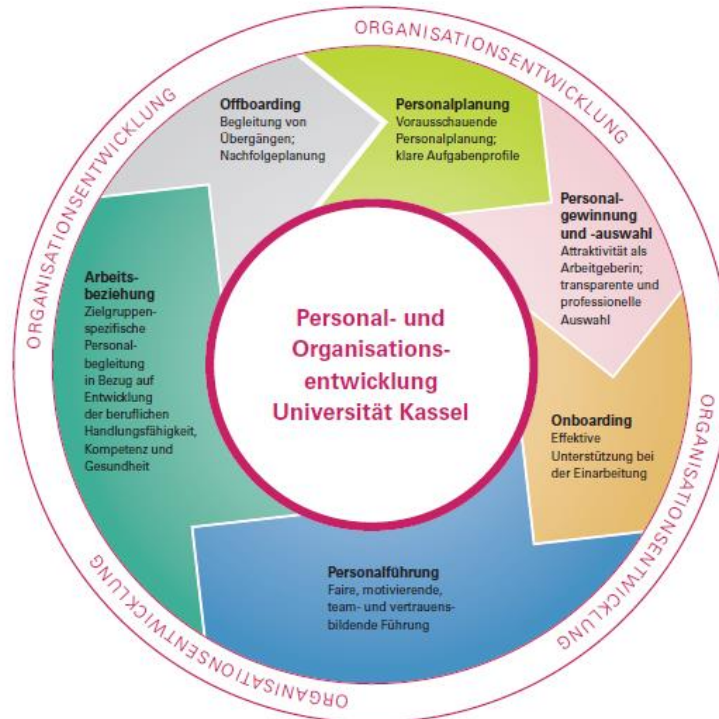 ORGANISATIONSENTWICKLUNG
ORGANISATIONSENTWICKLUNG
Offboarding
Begleitung von
Übergängen;
Nachfolgeplanung
Personalplanung
Vorausschauende
Personalplanung;
klare Aufgabenprofile
Personal-
gewinnung
und -auswahl
Attraktivität als
Arbeitgeberin;
transparente und
professionelle
Auswahl
Arbeits-
beziehung
Zielgruppen-
spezifische
Personal-
begleitung
in Bezug auf
Entwicklung
der beruflichen
Handlungsfähigkeit,
Kompetenz und
Gesundheit
Personal- und
Organisations-
entwicklung
Universität Kassel
Onboarding
Effektive
Unterstützung bei
der Einarbeitung
Personalführung
Faire, motivierende,
team- und vertrauens-
bildende Führung
ORGANISATIONSENTWICKLUNG
ORGANISATIONSENTWICKLUNG